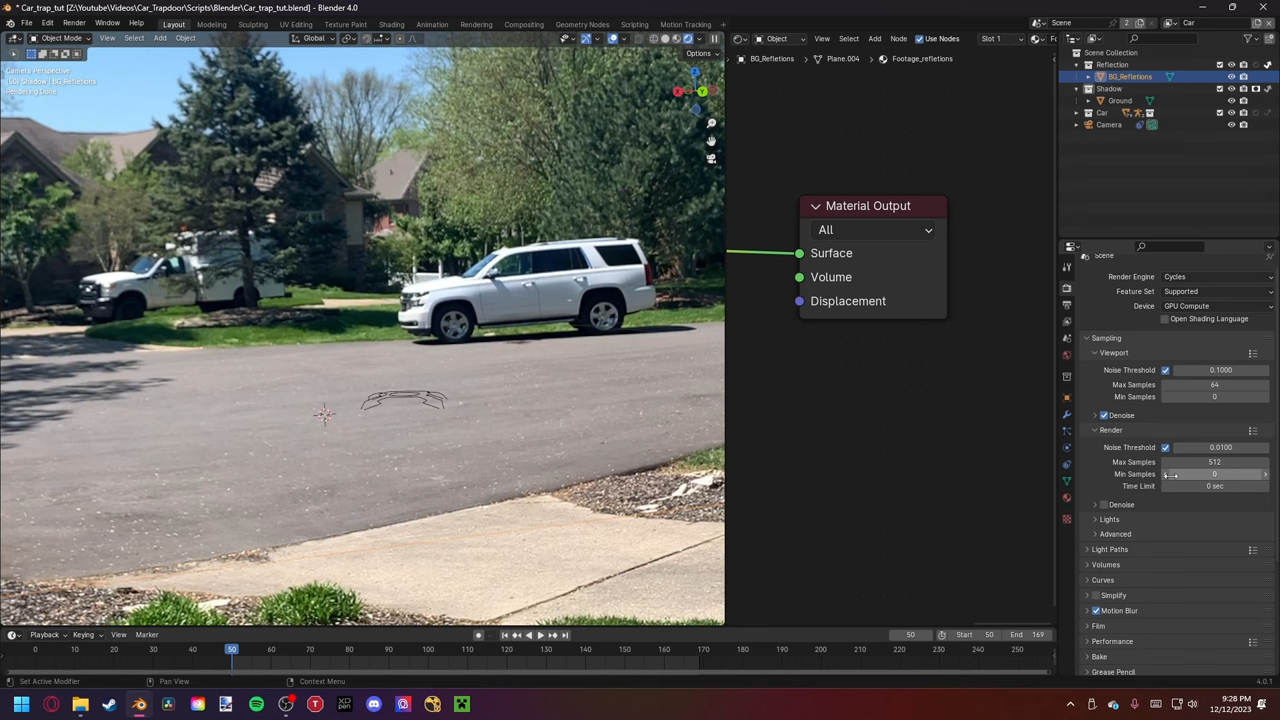 * Car_trap_tut [Z:\Youtube\Videos\Car_Trapdoor\Scripts\Blender\Car_trap_tut.blend] - Blender 4.0
File Edit Render Window Help Layout Modeling Sculpting UV Editing Texture Paint Shading Animation Rendering Compositing Geometry Nodes Scripting Motion Tracking Scene 2 Car
Object Mode View Select Add Object Global Object View Select Add Node Use Nodes Slot 1
Options
BG_Refletions Plane.004 Footage_reflections
Camera Perspective
(50) Shadow | BG_Refletions
Rendering Done
X Y Z
Material Output
All
Surface
Volume
Displacement
Scene Collection
Reflection
BG_Refletions
Shadow
Ground
Car
Camera
Scene
Render Engine Cycles
Feature Set Supported
Device GPU Compute
Open Shading Language
Sampling
Viewport
Noise Threshold 0.1000
Max Samples 64
Min Samples 0
Denoise
Render
Noise Threshold 0.0100
Max Samples 512
Min Samples 0
Time Limit 0 sec
Denoise
Lights
Advanced
Light Paths
Volumes
Curves
Simplify
Motion Blur
Film
Performance
Bake
Grease Pencil
Playback Keying View Marker 50 Start 50 End 169
0 10 20 30 40 50 60 70 80 90 100 110 120 130 140 150 160 170 180 190 200 210 220 230 240 250
Set Active Modifier Pan View Context Menu 4.0.1
9:28 PM
12/12/2023